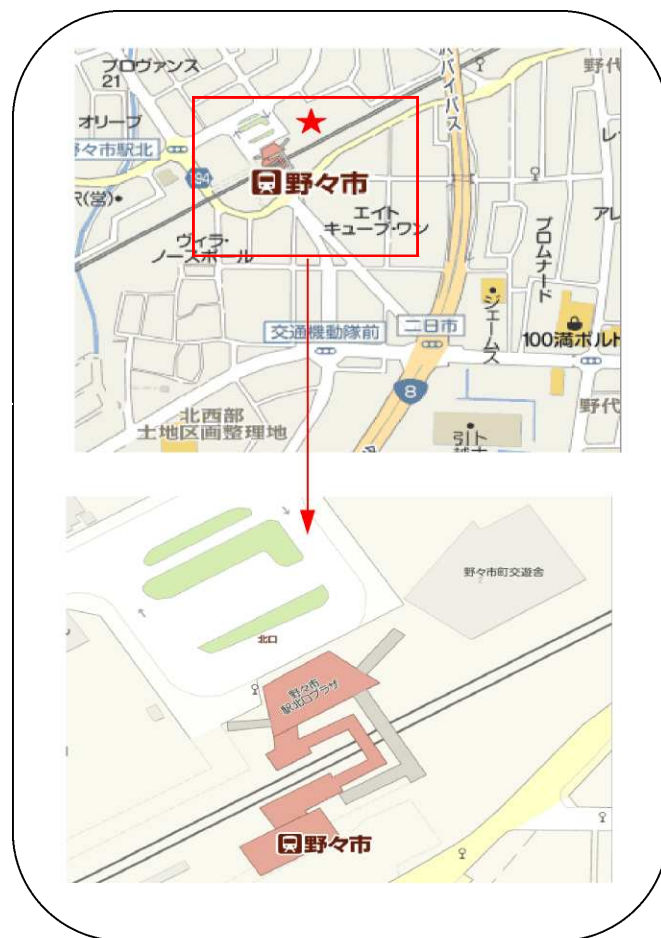 プロヴァンス
21
野代
バイパス
オリーブ
々市駅北
194
野々市
レ
エイト
キューブ・ワン
ヴィラ・
ノースポール
プロムナード
ア
ジェームス
交通機動隊前
二日市
100満ボルト
8
北西部
土地区画整理地
野代
引ト
野々市町交遊舎
北口
野々市
駅北口プラザ
野々市